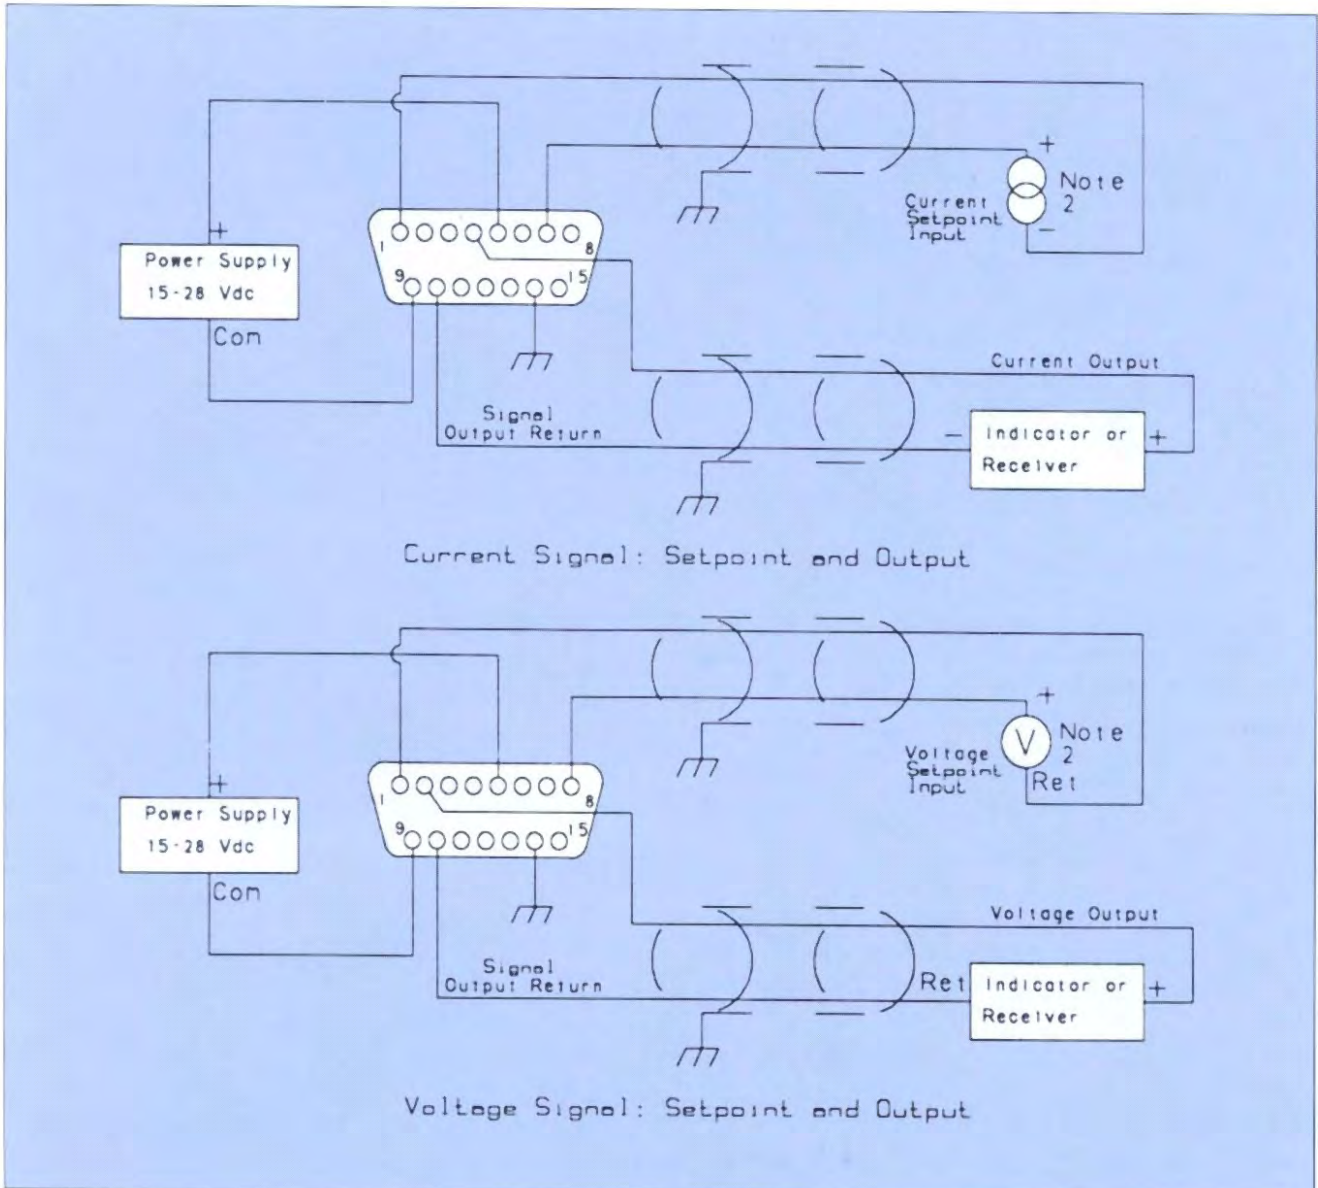 +
Note
2
Current
Setpoint
Input
-
+
Power Supply
15-28 Vdc
Com
1
8
9
15
Current Output
Signal
Output Return
-
Indicator or
Receiver
+
Current Signal: Setpoint and Output
+
V
Note
2
Voltage
Setpoint
Input
Ret
+
Power Supply
15-28 Vdc
Com
1
8
9
15
Voltage Output
Signal
Output Return
Ret
Indicator or
Receiver
+
Voltage Signal: Setpoint and Output